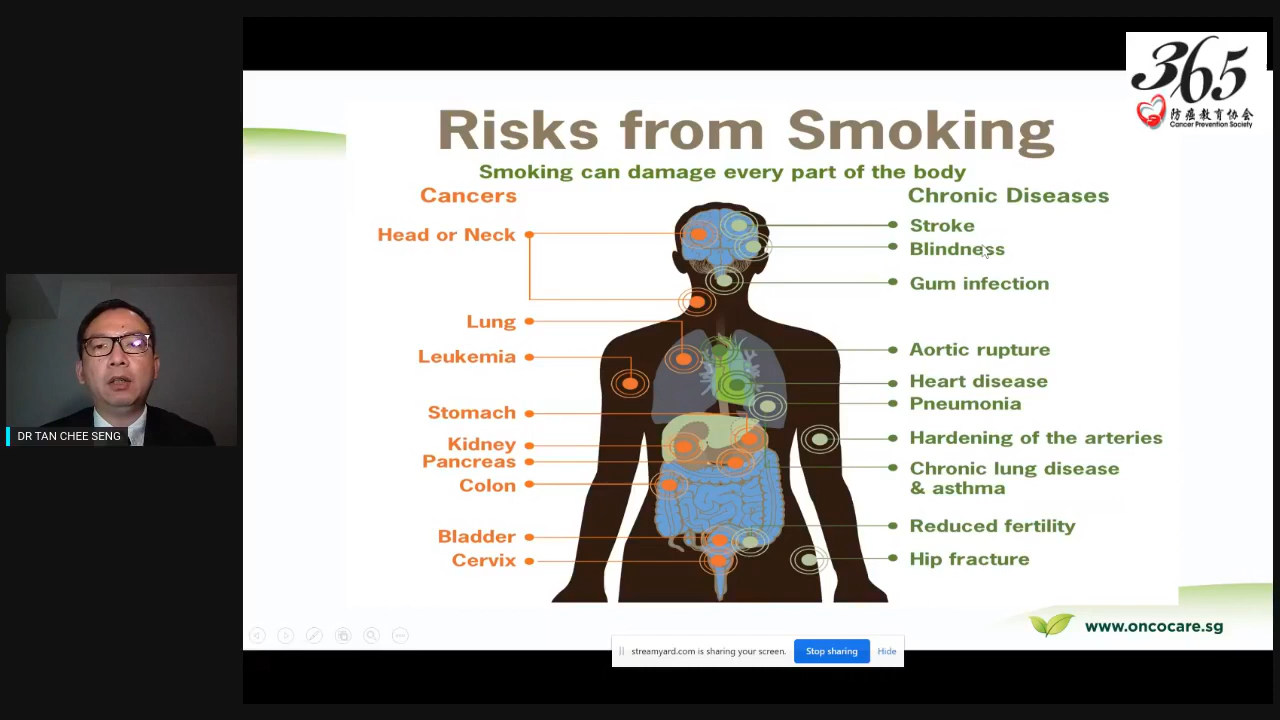 365
防癌教育协会
Cancer Prevention Society
Risks from Smoking
Smoking can damage every part of the body
Cancers
Head or Neck
Lung
Leukemia
Stomach
Kidney
Pancreas
Colon
Bladder
Cervix
Chronic Diseases
Stroke
Blindness
Gum infection
Aortic rupture
Heart disease
Pneumonia
Hardening of the arteries
Chronic lung disease
& asthma
Reduced fertility
Hip fracture
DR TAN CHEE SENG
www.oncocare.sg
streamyard.com is sharing your screen.
Stop sharing
Hide